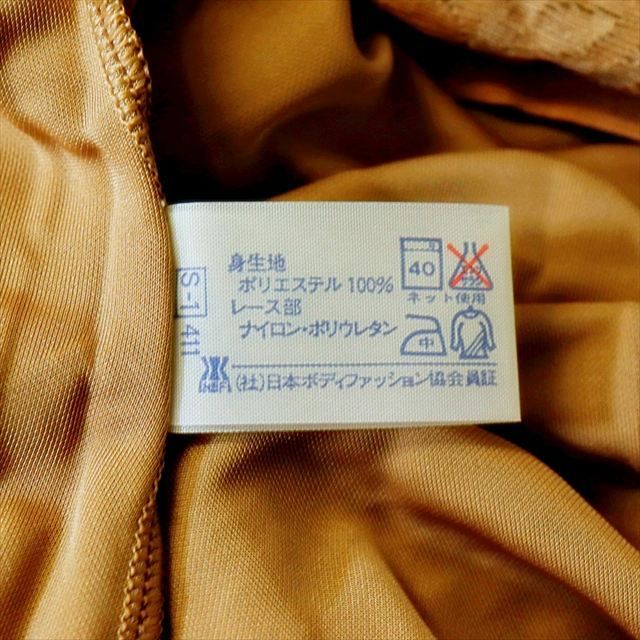 身生地
ポリエステル 100%
レース部
ナイロン・ポリウレタン
40
ネット使用
中
(社)日本ボディファッション協会会員証
S-1411